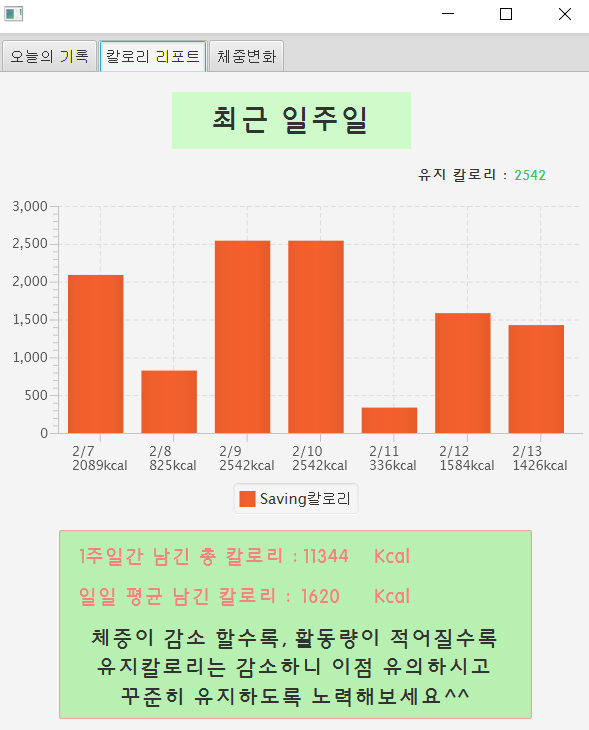 오늘의 기록 칼로리 리포트 체중변화
최근 일주일
유지 칼로리 : 2542
3,000
2,500
2,000
1,500
1,000
500
0
2/7 2/8 2/9 2/10 2/11 2/12 2/13
2089kcal 825kcal 2542kcal 2542kcal 336kcal 1584kcal 1426kcal
Saving칼로리
1주일간 남긴 총 칼로리 : 11344 Kcal
일일 평균 남긴 칼로리 : 1620 Kcal
체중이 감소 할수록, 활동량이 적어질수록
유지칼로리는 감소하니 이점 유의하시고
꾸준히 유지하도록 노력해보세요^^